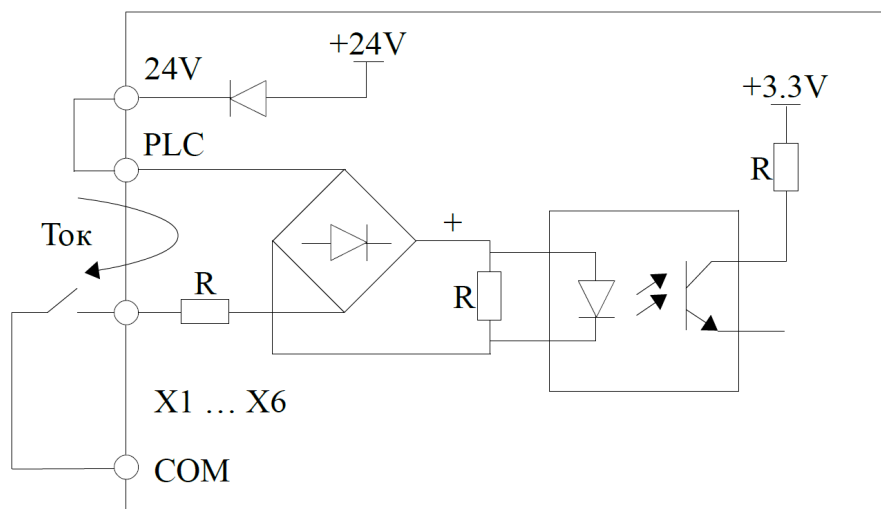 24V
+24V
+3.3V
PLC
R
Ток
+
R
R
X1 … X6
COM